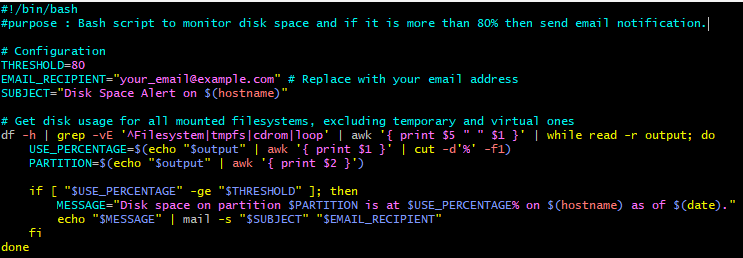 #!/bin/bash
#purpose : Bash script to monitor disk space and if it is more than 80% then send email notification.
# Configuration
THRESHOLD=80
EMAIL_RECIPIENT="your_email@example.com" # Replace with your email address
SUBJECT="Disk Space Alert on $(hostname)"
# Get disk usage for all mounted filesystems, excluding temporary and virtual ones
df -h | grep -vE '^Filesystem|tmpfs|cdrom|loop' | awk '{ print $5 " " $1 }' | while read -r output; do
    USE_PERCENTAGE=$(echo "$output" | awk '{ print $1 }' | cut -d'%' -f1)
    PARTITION=$(echo "$output" | awk '{ print $2 }')
    if [ "$USE_PERCENTAGE" -ge "$THRESHOLD" ]; then
        MESSAGE="Disk space on partition $PARTITION is at $USE_PERCENTAGE% on $(hostname) as of $(date)."
        echo "$MESSAGE" | mail -s "$SUBJECT" "$EMAIL_RECIPIENT"
    fi
done